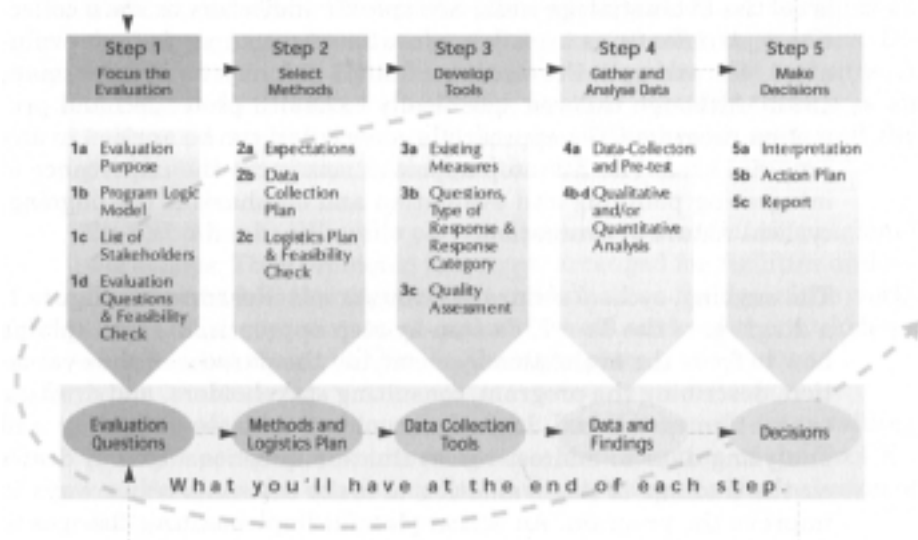 Step 1
Focus the
Evaluation
Step 2
Select
Methods
Step 3
Develop
Tools
Step 4
Gather and
Analyse Data
Step 5
Make
Decisions
1a Evaluation
Purpose
1b Program Logic
Model
1c List of
Stakeholders
1d Evaluation
Questions
& Feasibility
Check
2a Expectations
2b Data
Collection
Plan
2c Logistics Plan
& Feasibility
Check
3a Existing
Measures
3b Questions,
Type of
Response &
Response
Category
3c Quality
Assessment
4a Data-Collection
and Pre-test
4b-d Qualitative
and/or
Quantitative
Analysis
5a Interpretation
5b Action Plan
5c Report
Evaluation
Questions
Methods and
Logistics Plan
Data Collection
Tools
Data and
Findings
Decisions
What you'll have at the end of each step.